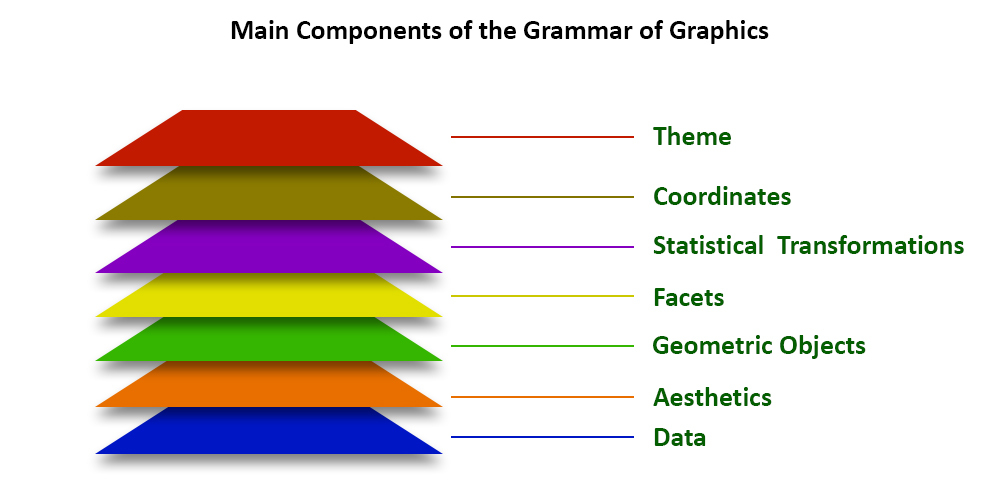 Main Components of the Grammar of Graphics
Theme
Coordinates
Statistical Transformations
Facets
Geometric Objects
Aesthetics
Data